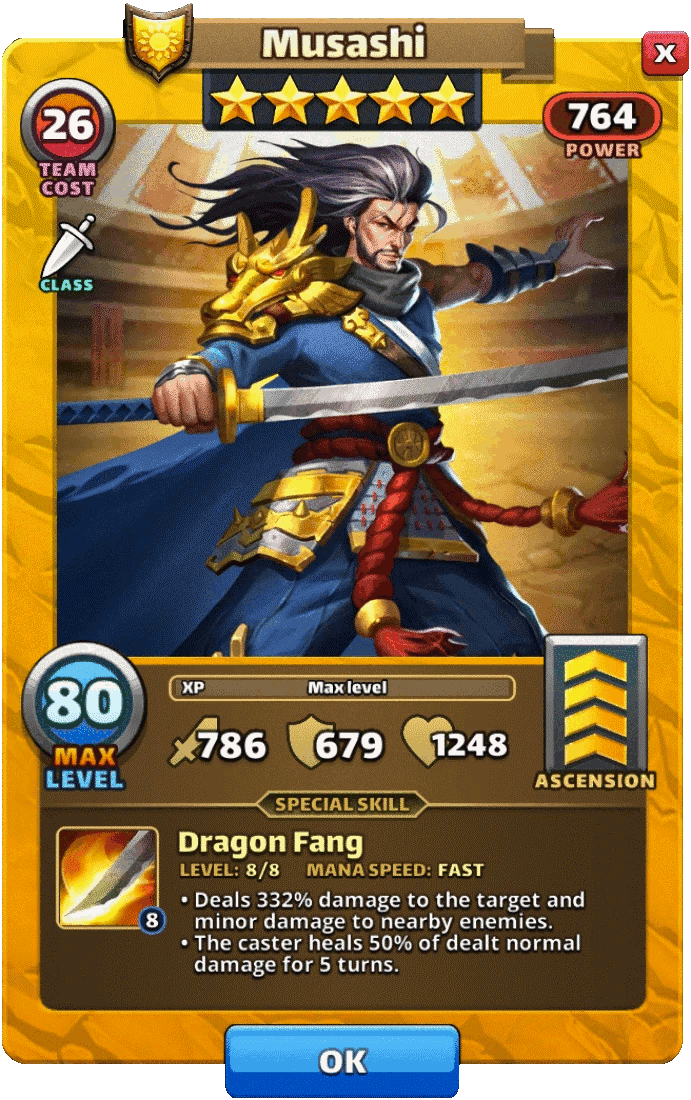 Musashi
X
26
TEAM
COST
764
POWER
CLASS
80
MAX
LEVEL
XP Max level
786 679 1248
ASCENSION
SPECIAL SKILL
Dragon Fang
LEVEL: 8/8 MANA SPEED: FAST
8
• Deals 332% damage to the target and
minor damage to nearby enemies.
• The caster heals 50% of dealt normal
damage for 5 turns.
OK